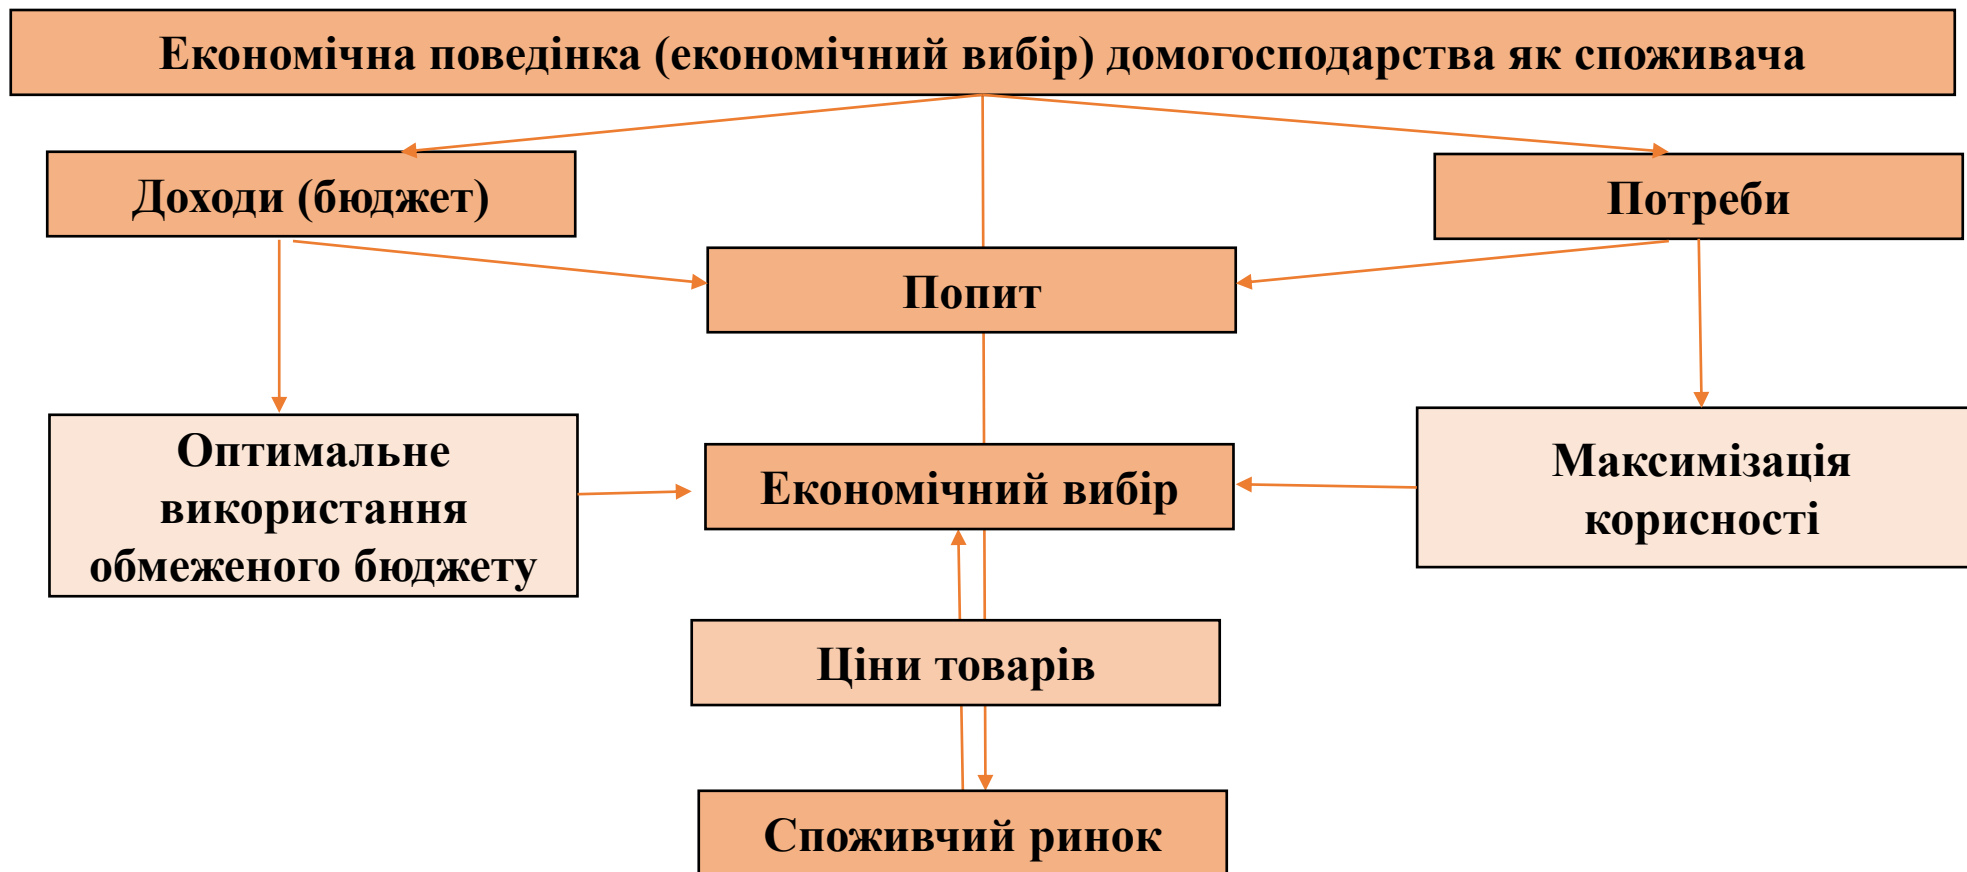 Економічна поведінка (економічний вибір) домогосподарства як споживача
Доходи (бюджет)
Потреби
Попит
Оптимальне
використання
обмеженого бюджету
Економічний вибір
Максимізація
корисності
Ціни товарів
Споживчий ринок